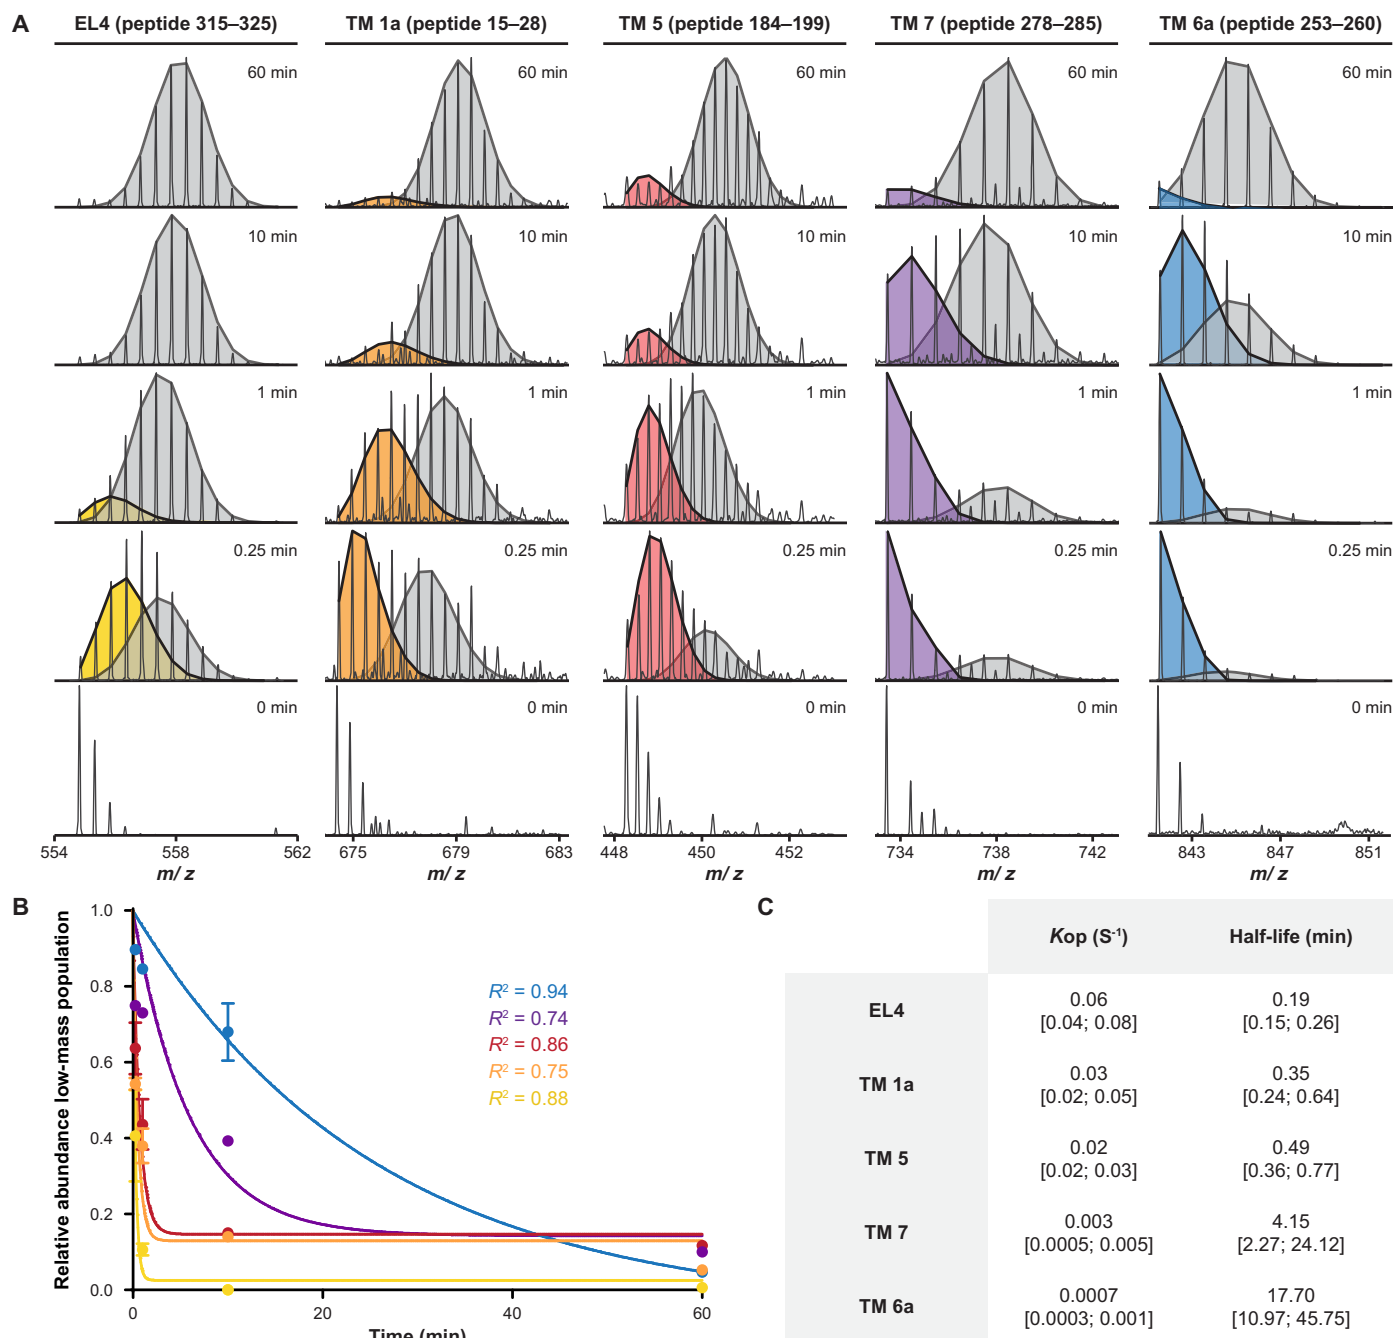 A
EL4 (peptide 315–325)
TM 1a (peptide 15–28)
TM 5 (peptide 184–199)
TM 7 (peptide 278–285)
TM 6a (peptide 253–260)
60 min
60 min
60 min
60 min
60 min
10 min
10 min
10 min
10 min
10 min
1 min
1 min
1 min
1 min
1 min
0.25 min
0.25 min
0.25 min
0.25 min
0.25 min
0 min
0 min
0 min
0 min
0 min
554 558 562
675 679 683
448 450 452
734 738 742
843 847 851
m/z
m/z
m/z
m/z
m/z
B
Relative abundance low-mass population
1.0
0.8
0.6
0.4
0.2
0.0
0 20 40 60
Time (min)
R² = 0.94
R² = 0.74
R² = 0.86
R² = 0.75
R² = 0.88
C
Kop (S⁻¹) Half-life (min)
EL4 0.06 0.19
[0.04; 0.08] [0.15; 0.26]
TM 1a 0.03 0.35
[0.02; 0.05] [0.24; 0.64]
TM 5 0.02 0.49
[0.02; 0.03] [0.36; 0.77]
TM 7 0.003 4.15
[0.0005; 0.005] [2.27; 24.12]
TM 6a 0.0007 17.70
[0.0003; 0.001] [10.97; 45.75]